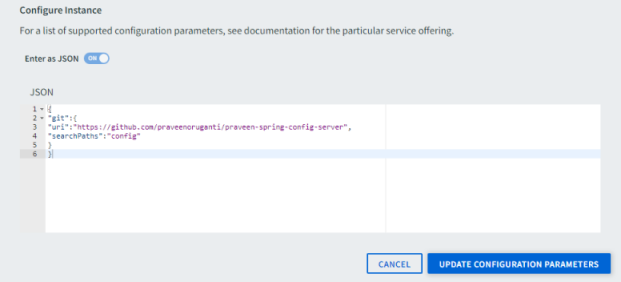 Configure Instance
For a list of supported configuration parameters, see documentation for the particular service offering.
Enter as JSON ON
JSON
1 {
2 "git":{
3 "uri":"https://github.com/praveenoruganti/praveen-spring-config-server",
4 "searchPaths":"config"
5 }
6 }
CANCEL UPDATE CONFIGURATION PARAMETERS